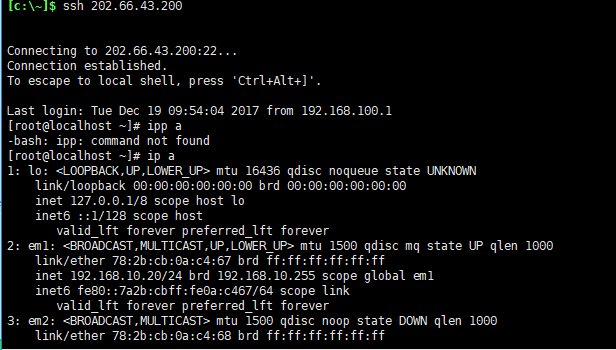 [c:\~]$ ssh 202.66.43.200
Connecting to 202.66.43.200:22...
Connection established.
To escape to local shell, press 'Ctrl+Alt+]'.
Last login: Tue Dec 19 09:54:04 2017 from 192.168.100.1
[root@localhost ~]# ipp a
-bash: ipp: command not found
[root@localhost ~]# ip a
1: lo: <LOOPBACK,UP,LOWER_UP> mtu 16436 qdisc noqueue state UNKNOWN
link/loopback 00:00:00:00:00:00 brd 00:00:00:00:00:00
inet 127.0.0.1/8 scope host lo
inet6 ::1/128 scope host
valid_lft forever preferred_lft forever
2: em1: <BROADCAST,MULTICAST,UP,LOWER_UP> mtu 1500 qdisc mq state UP qlen 1000
link/ether 78:2b:cb:0a:c4:67 brd ff:ff:ff:ff:ff:ff
inet 192.168.10.20/24 brd 192.168.10.255 scope global em1
inet6 fe80::7a2b:cbff:fe0a:c467/64 scope link
valid_lft forever preferred_lft forever
3: em2: <BROADCAST,MULTICAST> mtu 1500 qdisc noop state DOWN qlen 1000
link/ether 78:2b:cb:0a:c4:68 brd ff:ff:ff:ff:ff:ff